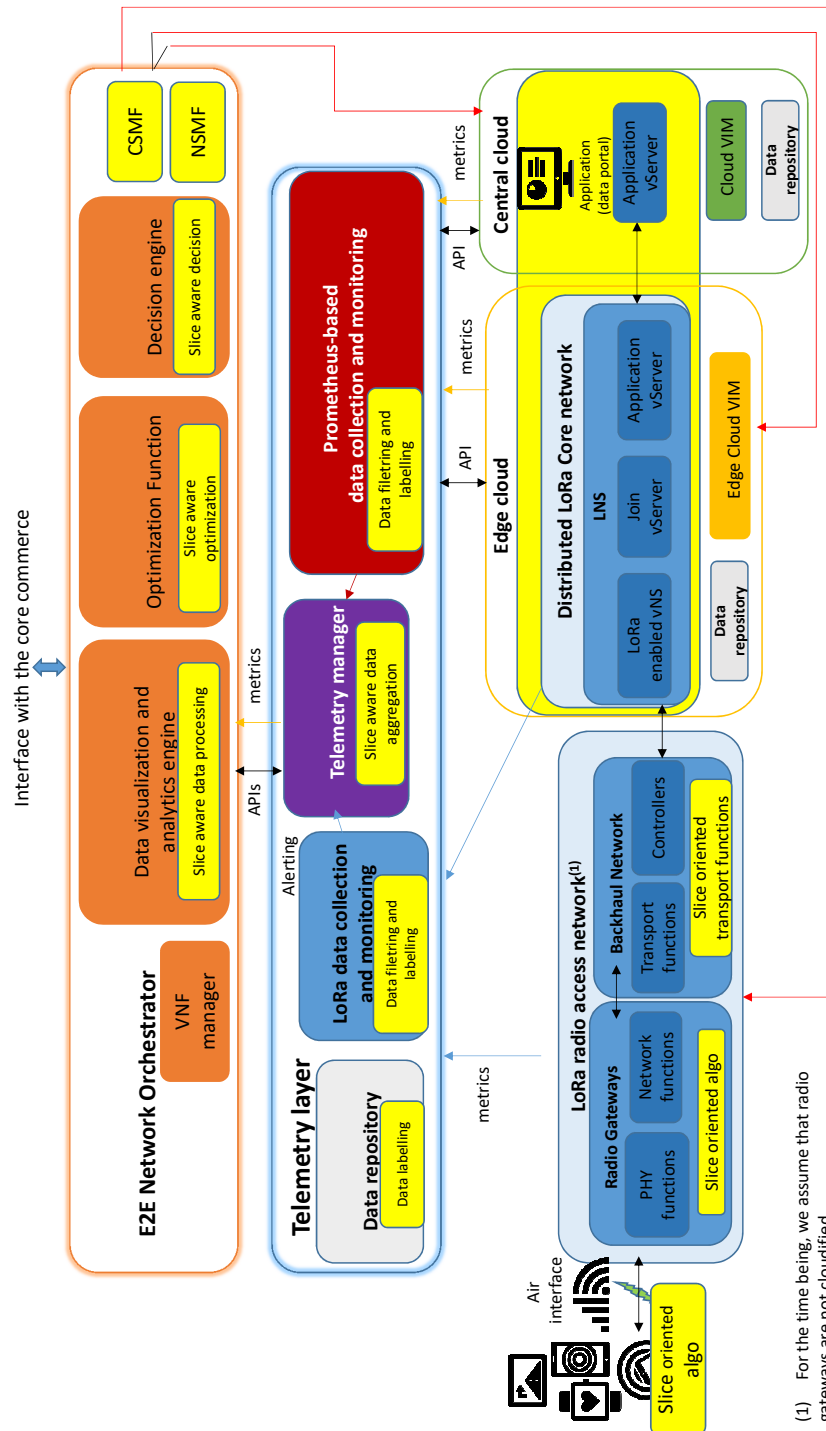 Interface with the core commerce
E2E Network Orchestrator
VNF
manager
Data visualization and
analytics engine
Slice aware data processing
Optimization Function
Slice aware
optimization
Decision engine
Slice aware decision
CSMF
NSMF
APIs
metrics
Telemetry layer
Data repository
Data labelling
LoRa data collection
and monitoring
Data filetring and
labelling
Alerting
Telemetry manager
Slice aware data
aggregation
Prometheus-based
data collection and monitoring
Data filetring and
labelling
metrics
API
metrics
API
metrics
Air
interface
Slice oriented
algo
LoRa radio access network(1)
Radio Gateways
PHY
functions
Network
functions
Slice oriented algo
Backhaul Network
Transport
functions
Controllers
Slice oriented
transport functions
Edge cloud
Distributed LoRa Core network
LNS
LoRa
enabled vNS
Join
vServer
Application
vServer
Data
repository
Edge Cloud VIM
Central cloud
Application
(data portal)
Application
vServer
Cloud VIM
Data
repository
(1) For the time being, we assume that radio
gateways are not cloudified